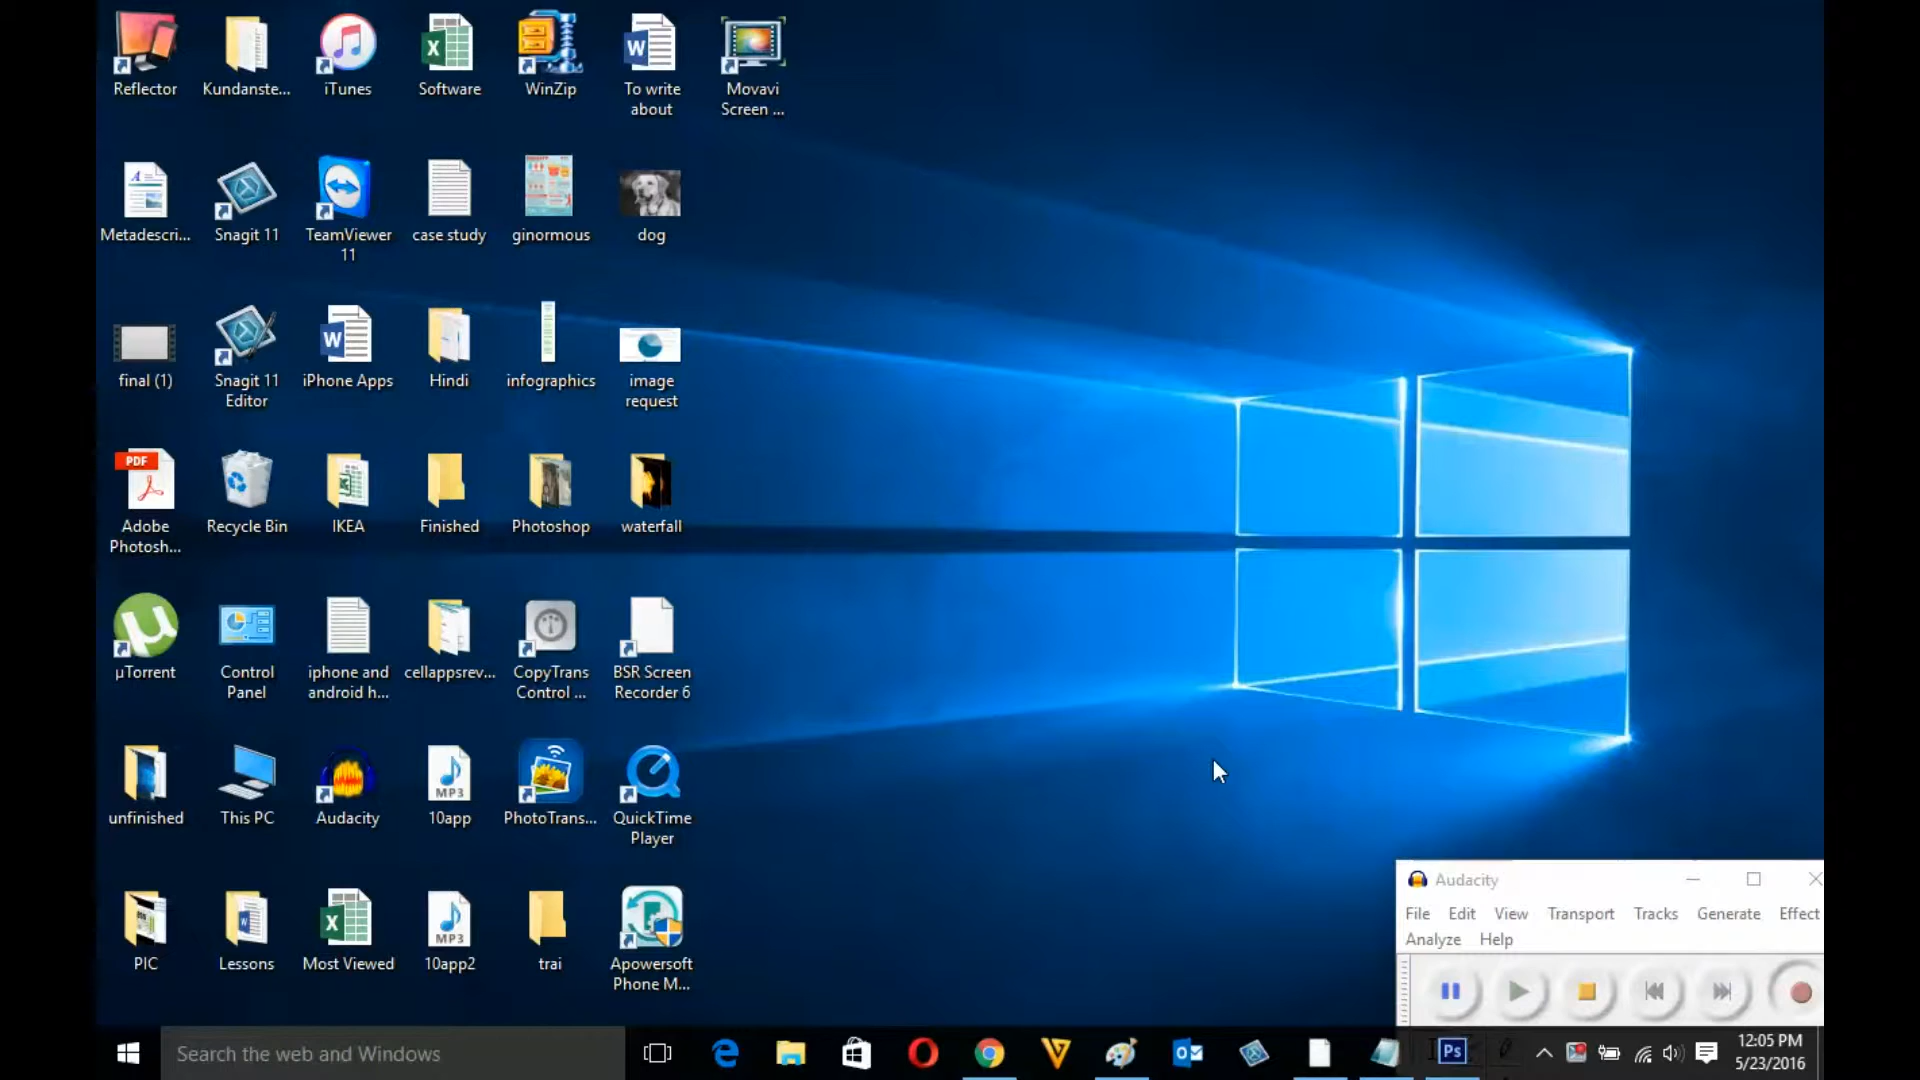 Reflector
Kundanste...
iTunes
Software
WinZip
To write
about
Movavi
Screen ...
Metadescri...
Snagit 11
TeamViewer
11
case study
ginormous
dog
final (1)
Snagit 11
Editor
iPhone Apps
Hindi
infographics
image
request
PDF
Adobe
Photosh...
Recycle Bin
IKEA
Finished
Photoshop
waterfall
µTorrent
Control
Panel
iphone and
android h...
cellappsrev...
CopyTrans
Control ...
BSR Screen
Recorder 6
unfinished
This PC
Audacity
MP3
10app
PhotoTrans...
QuickTime
Player
PIC
Lessons
Most Viewed
MP3
10app2
trai
Apowersoft
Phone M...
Audacity
File Edit View Transport Tracks Generate Effect
Analyze Help
Search the web and Windows
Ps
12:05 PM
5/23/2016